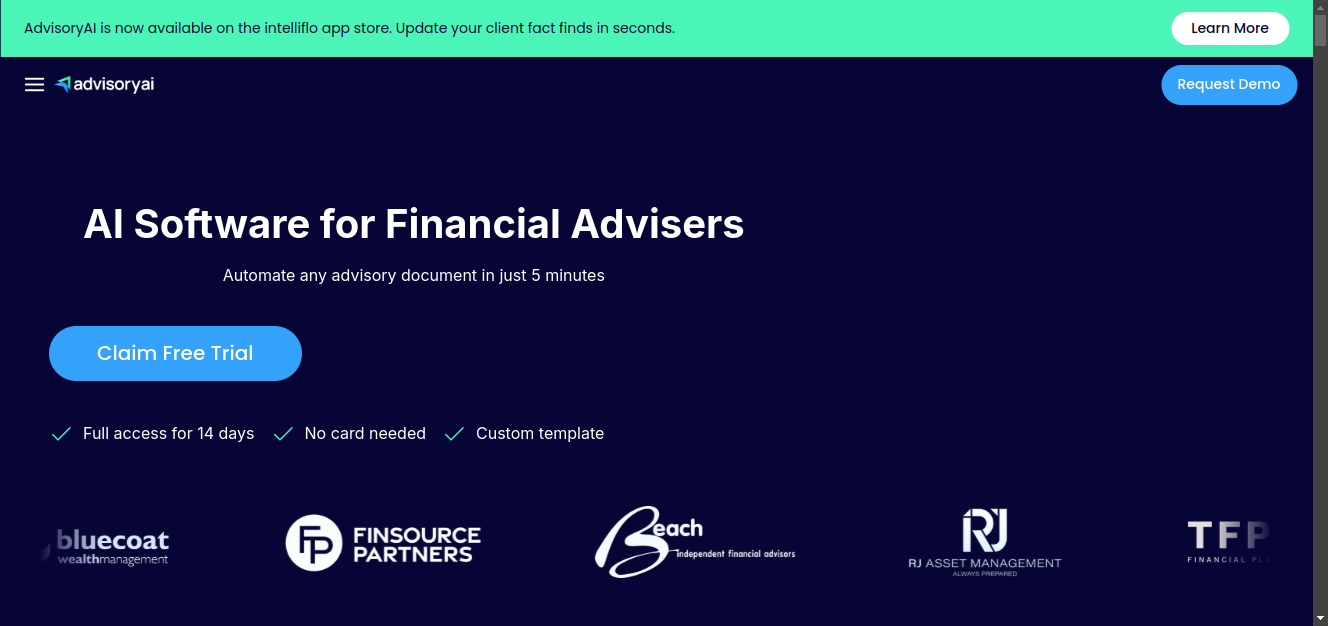 AdvisoryAI is now available on the intelliflo app store. Update your client fact finds in seconds.
Learn More
advisoryai
Request Demo
AI Software for Financial Advisers
Automate any advisory document in just 5 minutes
Claim Free Trial
Full access for 14 days
No card needed
Custom template
bluecoat
wealthmanagement
FP
FINSOURCE
PARTNERS
Beach
Independent financial advisors
RJ
RJ ASSET MANAGEMENT
ALWAYS PREPARED
TFP
FINANCIAL